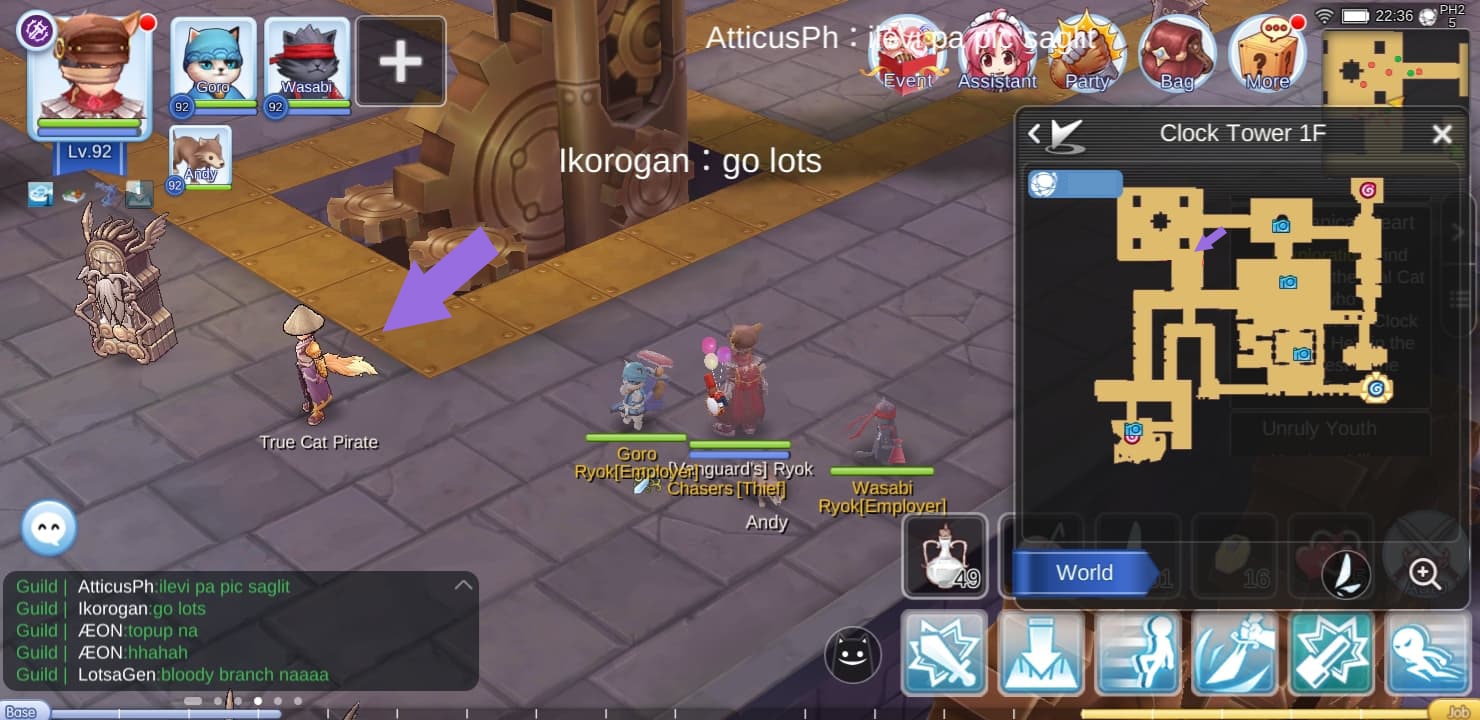 AtticusPh : ilevi pa pic saglit
Ikorogan : go lots
Lv.92
Goro
92
Wasabi
92
Andy
92
Event
Assistant
Party
Bag
More
22:36
PH2
5
Clock Tower 1F
Unruly Youth
World
True Cat Pirate
Goro
Ryok[Employer]
Ryok
Chasers [Thief]
Andy
Wasabi
Ryok[Employer]
49
16
Guild | AtticusPh:ilevi pa pic saglit
Guild | Ikorogan:go lots
Guild | ÆON:topup na
Guild | ÆON:hhahah
Guild | LotsaGen:bloody branch naaaa
Base
Job